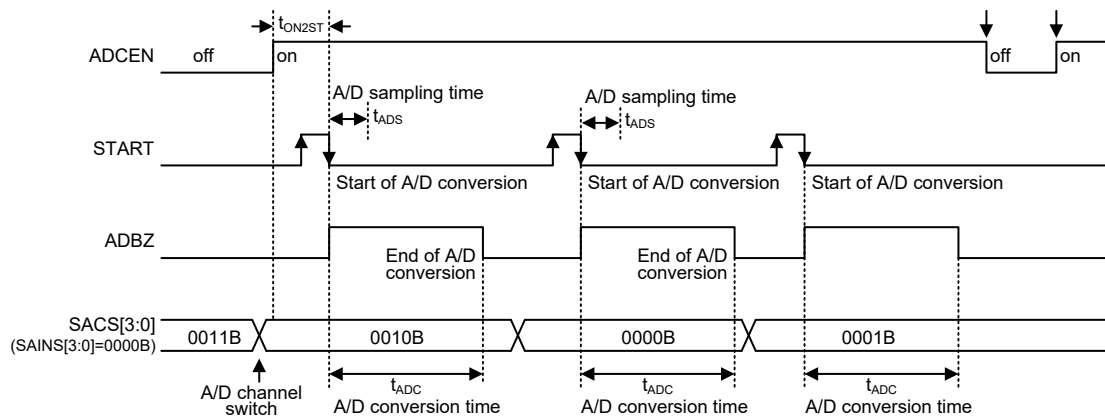 tON2ST
ADCEN off on off on
A/D sampling time A/D sampling time
tADS tADS
START
Start of A/D conversion Start of A/D conversion Start of A/D conversion
ADBZ
End of A/D conversion End of A/D conversion
SACS[3:0]
(SAINS[3:0]=0000B)
0011B 0010B 0000B 0001B
A/D channel switch
tADC tADC tADC
A/D conversion time A/D conversion time A/D conversion time